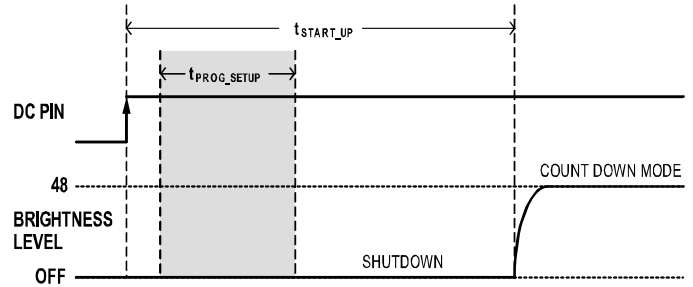 tSTART_UP
tPROG_SETUP
DC PIN
48
COUNT DOWN MODE
BRIGHTNESS
LEVEL
SHUTDOWN
OFF